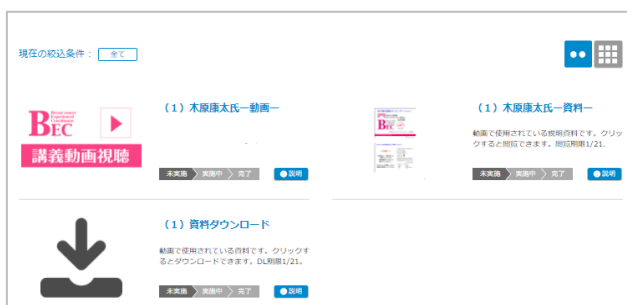 現在の絞込条件： 全て
（１）木原康太氏ー動画ー
BEC
講義動画視聴
未実施 実施中 完了 ●説明
（１）木原康太氏ー資料ー
動画で使用されている説明資料です。クリッ
クすると閲覧できます。閲覧期限1/21.
BEC
未実施 実施中 完了 ●説明
（１）資料ダウンロード
動画で使用されている資料です。クリックす
るとダウンロードできます。DL期限1/21。
未実施 実施中 完了 ●説明